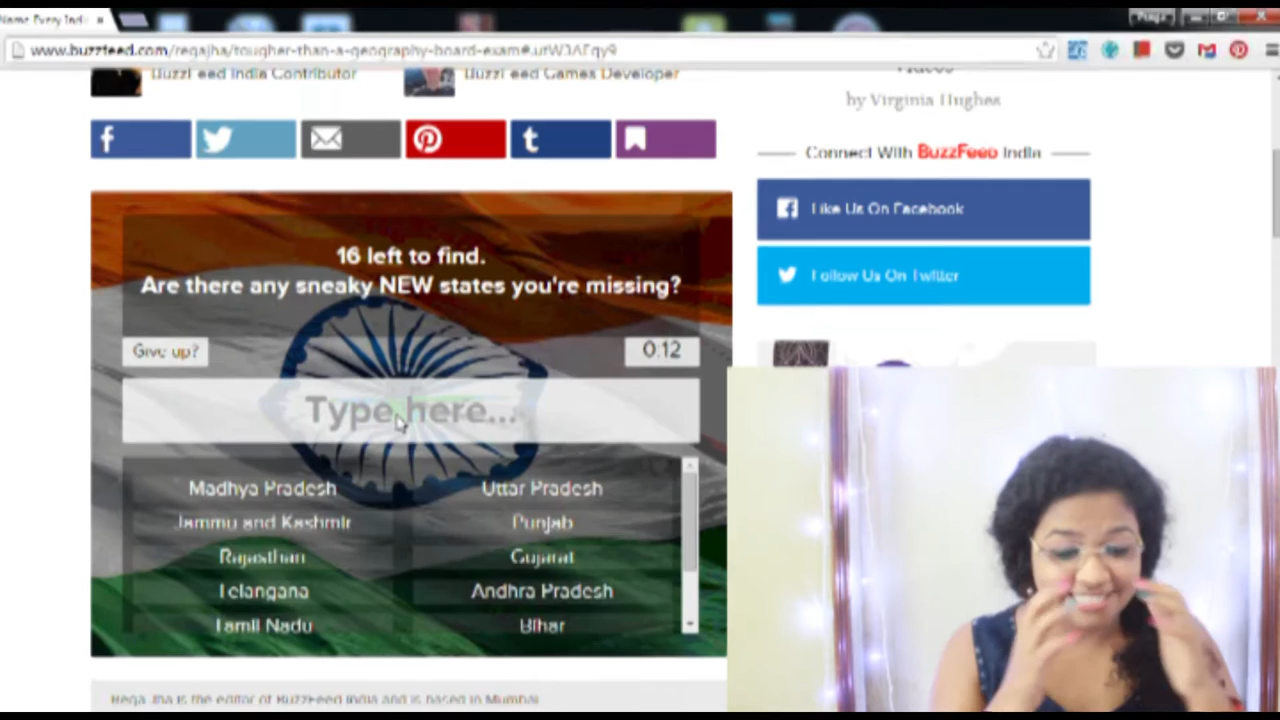 Name Every Indi
www.buzzfeed.com/regajha/tougher-than-a-geography-board-exam#.
BuzzFeed India Contributor
BuzzFeed Games Developer
Videos
by Virginia Hughes
Connect With BuzzFeed India
Like Us On Facebook
Follow Us On Twitter
16 left to find.
Are there any sneaky NEW states you're missing?
Give up?
0:12
Type here...
Madhya Pradesh
Uttar Pradesh
Jammu and Kashmir
Punjab
Rajasthan
Gujarat
Telangana
Andhra Pradesh
Tamil Nadu
Bihar
Rega Jha is the editor of BuzzFeed India and is based in Mumbai